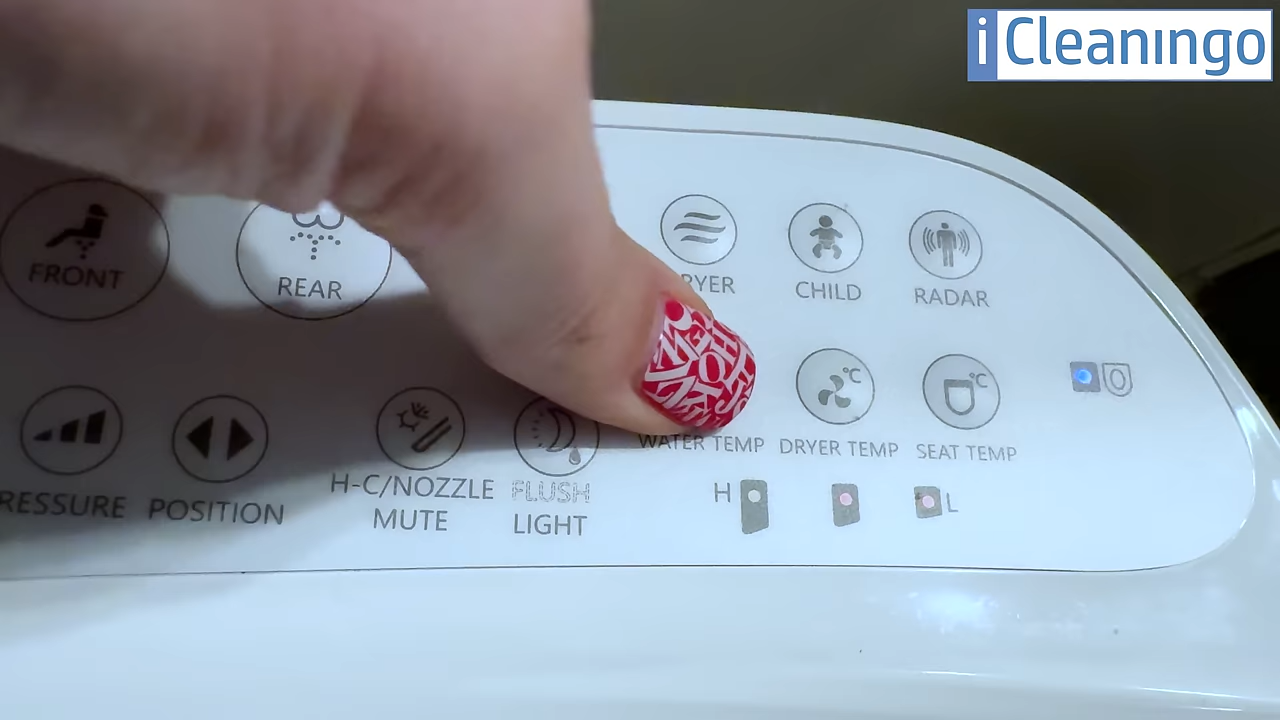 iCleaningo
FRONT
REAR
RYER
CHILD
RADAR
°C
°C
WATER TEMP
DRYER TEMP
SEAT TEMP
RESSURE
POSITION
H-C/NOZZLE
MUTE
FLUSH
LIGHT
H
L